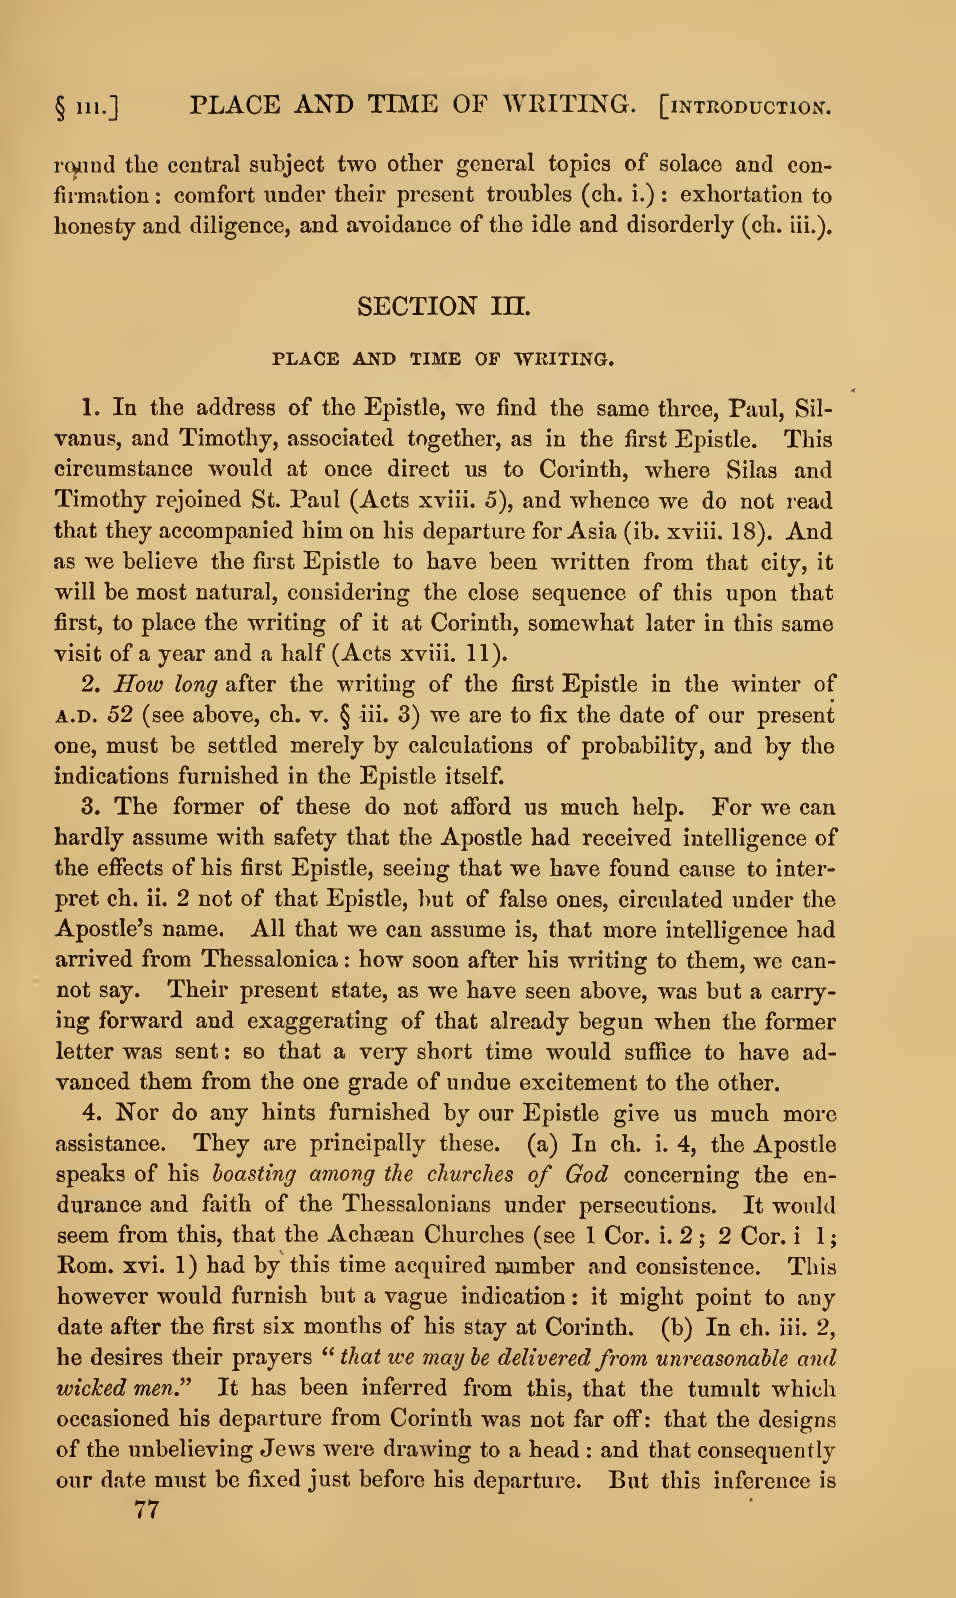 § III.] PLACE AND TIME OF WRITING. [INTRODUCTION.
round the central subject two other general topics of solace and con-
firmation : comfort under their present troubles (ch. i.) : exhortation to
honesty and diligence, and avoidance of the idle and disorderly (ch. iii.).
SECTION III.
PLACE AND TIME OF WRITING.
1. In the address of the Epistle, we find the same three, Paul, Sil-
vanus, and Timothy, associated together, as in the first Epistle. This
circumstance would at once direct us to Corinth, where Silas and
Timothy rejoined St. Paul (Acts xviii. 5), and whence we do not read
that they accompanied him on his departure for Asia (ib. xviii. 18). And
as we believe the first Epistle to have been written from that city, it
will be most natural, considering the close sequence of this upon that
first, to place the writing of it at Corinth, somewhat later in this same
visit of a year and a half (Acts xviii. 11).
2. How long after the writing of the first Epistle in the winter of
A.D. 52 (see above, ch. v. § iii. 3) we are to fix the date of our present
one, must be settled merely by calculations of probability, and by the
indications furnished in the Epistle itself.
3. The former of these do not afford us much help. For we can
hardly assume with safety that the Apostle had received intelligence of
the effects of his first Epistle, seeing that we have found cause to inter-
pret ch. ii. 2 not of that Epistle, but of false ones, circulated under the
Apostle's name. All that we can assume is, that more intelligence had
arrived from Thessalonica : how soon after his writing to them, we can-
not say. Their present state, as we have seen above, was but a carry-
ing forward and exaggerating of that already begun when the former
letter was sent : so that a very short time would suffice to have ad-
vanced them from the one grade of undue excitement to the other.
4. Nor do any hints furnished by our Epistle give us much more
assistance. They are principally these. (a) In ch. i. 4, the Apostle
speaks of his boasting among the churches of God concerning the en-
durance and faith of the Thessalonians under persecutions. It would
seem from this, that the Achæan Churches (see 1 Cor. i. 2 ; 2 Cor. i 1 ;
Rom. xvi. 1) had by this time acquired number and consistence. This
however would furnish but a vague indication : it might point to any
date after the first six months of his stay at Corinth. (b) In ch. iii. 2,
he desires their prayers “ that we may be delivered from unreasonable and
wicked men.” It has been inferred from this, that the tumult which
occasioned his departure from Corinth was not far off : that the designs
of the unbelieving Jews were drawing to a head : and that consequently
our date must be fixed just before his departure. But this inference is
77